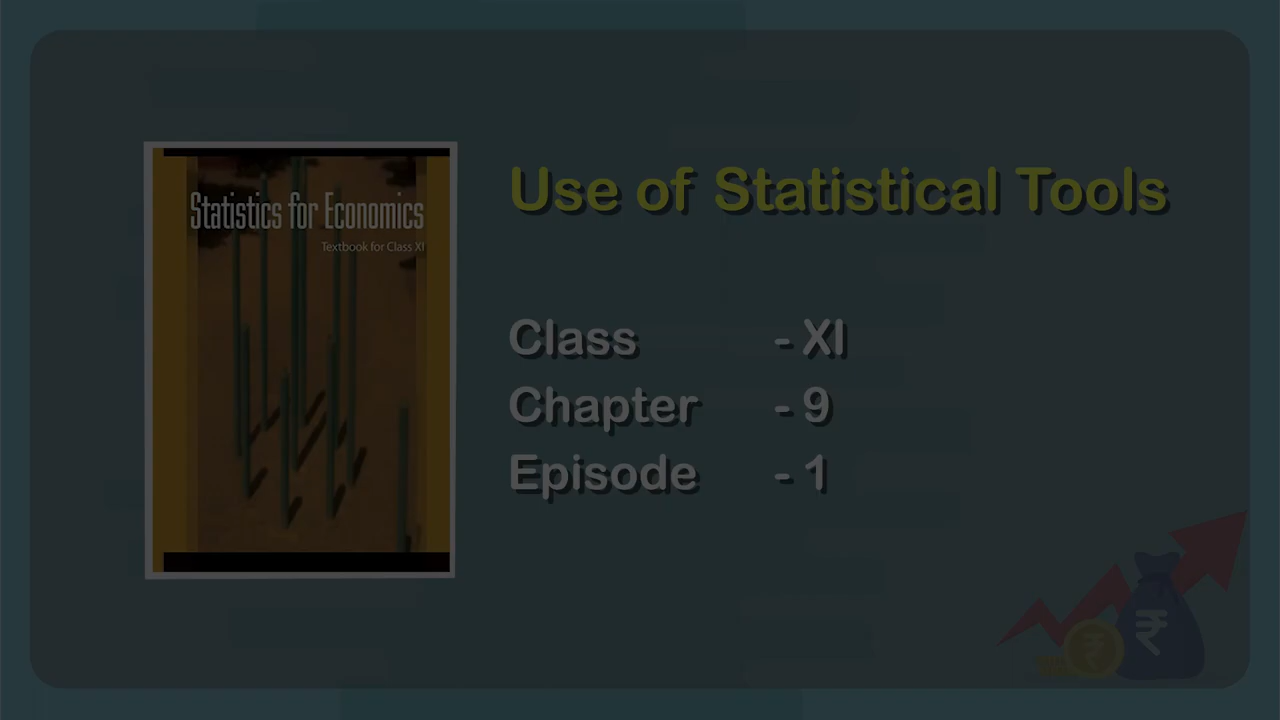 Statistics for Economics
Textbook for Class XI
Use of Statistical Tools
Class - XI
Chapter - 9
Episode - 1
₹
₹